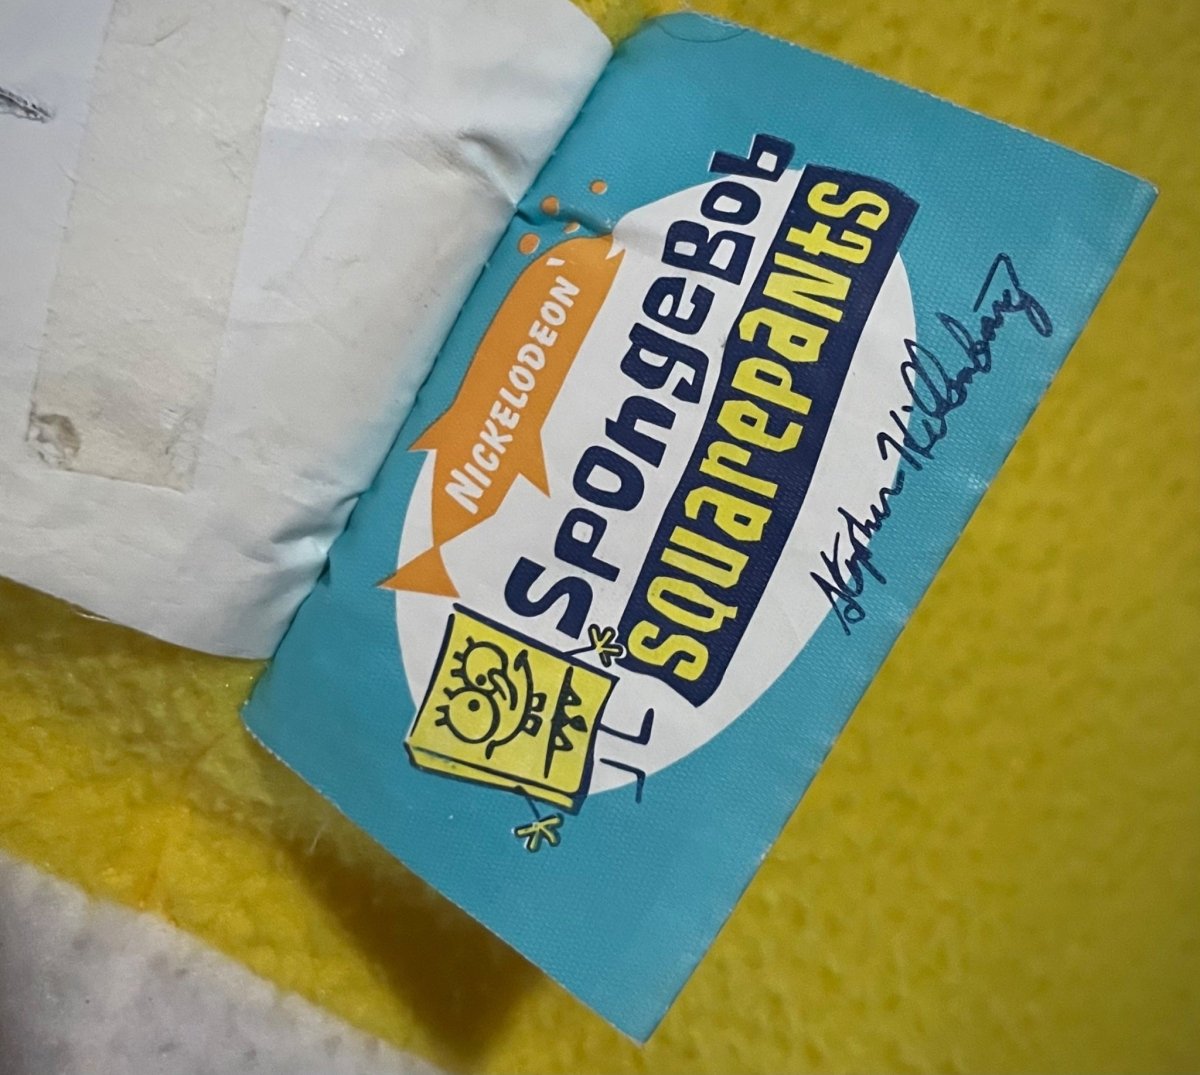 NICKELODEON
SpongeBob
squarepants
Stephen Hillenburg